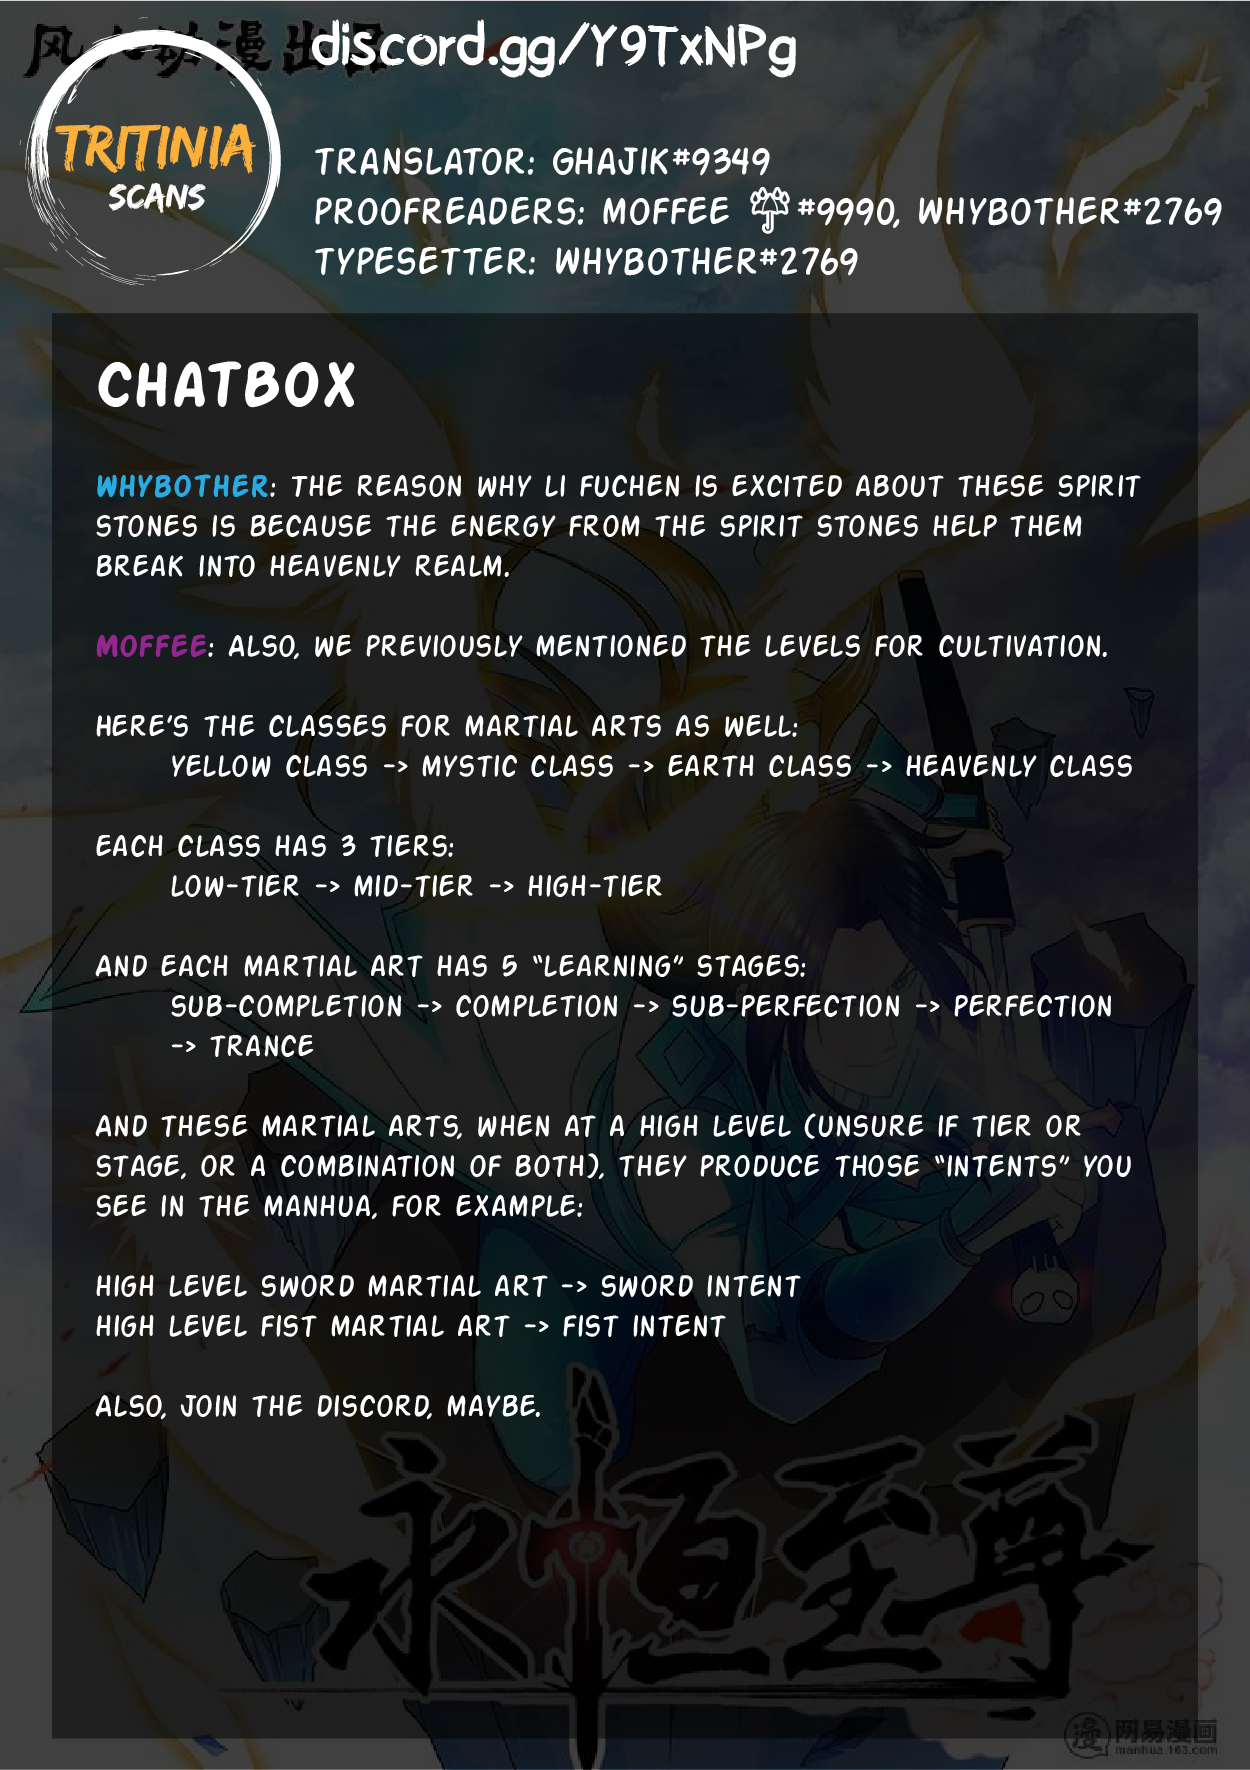 风火动漫出品
discord.gg/Y9TxNPg
TRITINIA
SCANS
TRANSLATOR: GHAJIK#9349
PROOFREADERS: MOFFEE ☂#9990, WHYBOTHER#2769
TYPESETTER: WHYBOTHER#2769
CHATBOX
WHYBOTHER: THE REASON WHY LI FUCHEN IS EXCITED ABOUT THESE SPIRIT
STONES IS BECAUSE THE ENERGY FROM THE SPIRIT STONES HELP THEM
BREAK INTO HEAVENLY REALM.
MOFFEE: ALSO, WE PREVIOUSLY MENTIONED THE LEVELS FOR CULTIVATION.
HERE'S THE CLASSES FOR MARTIAL ARTS AS WELL:
YELLOW CLASS -> MYSTIC CLASS -> EARTH CLASS -> HEAVENLY CLASS
EACH CLASS HAS 3 TIERS:
LOW-TIER -> MID-TIER -> HIGH-TIER
AND EACH MARTIAL ART HAS 5 "LEARNING" STAGES:
SUB-COMPLETION -> COMPLETION -> SUB-PERFECTION -> PERFECTION
-> TRANCE
AND THESE MARTIAL ARTS, WHEN AT A HIGH LEVEL (UNSURE IF TIER OR
STAGE, OR A COMBINATION OF BOTH), THEY PRODUCE THOSE "INTENTS" YOU
SEE IN THE MANHUA, FOR EXAMPLE:
HIGH LEVEL SWORD MARTIAL ART -> SWORD INTENT
HIGH LEVEL FIST MARTIAL ART -> FIST INTENT
ALSO, JOIN THE DISCORD, MAYBE.
永恒至尊
漫 网易漫画
manhua.163.com